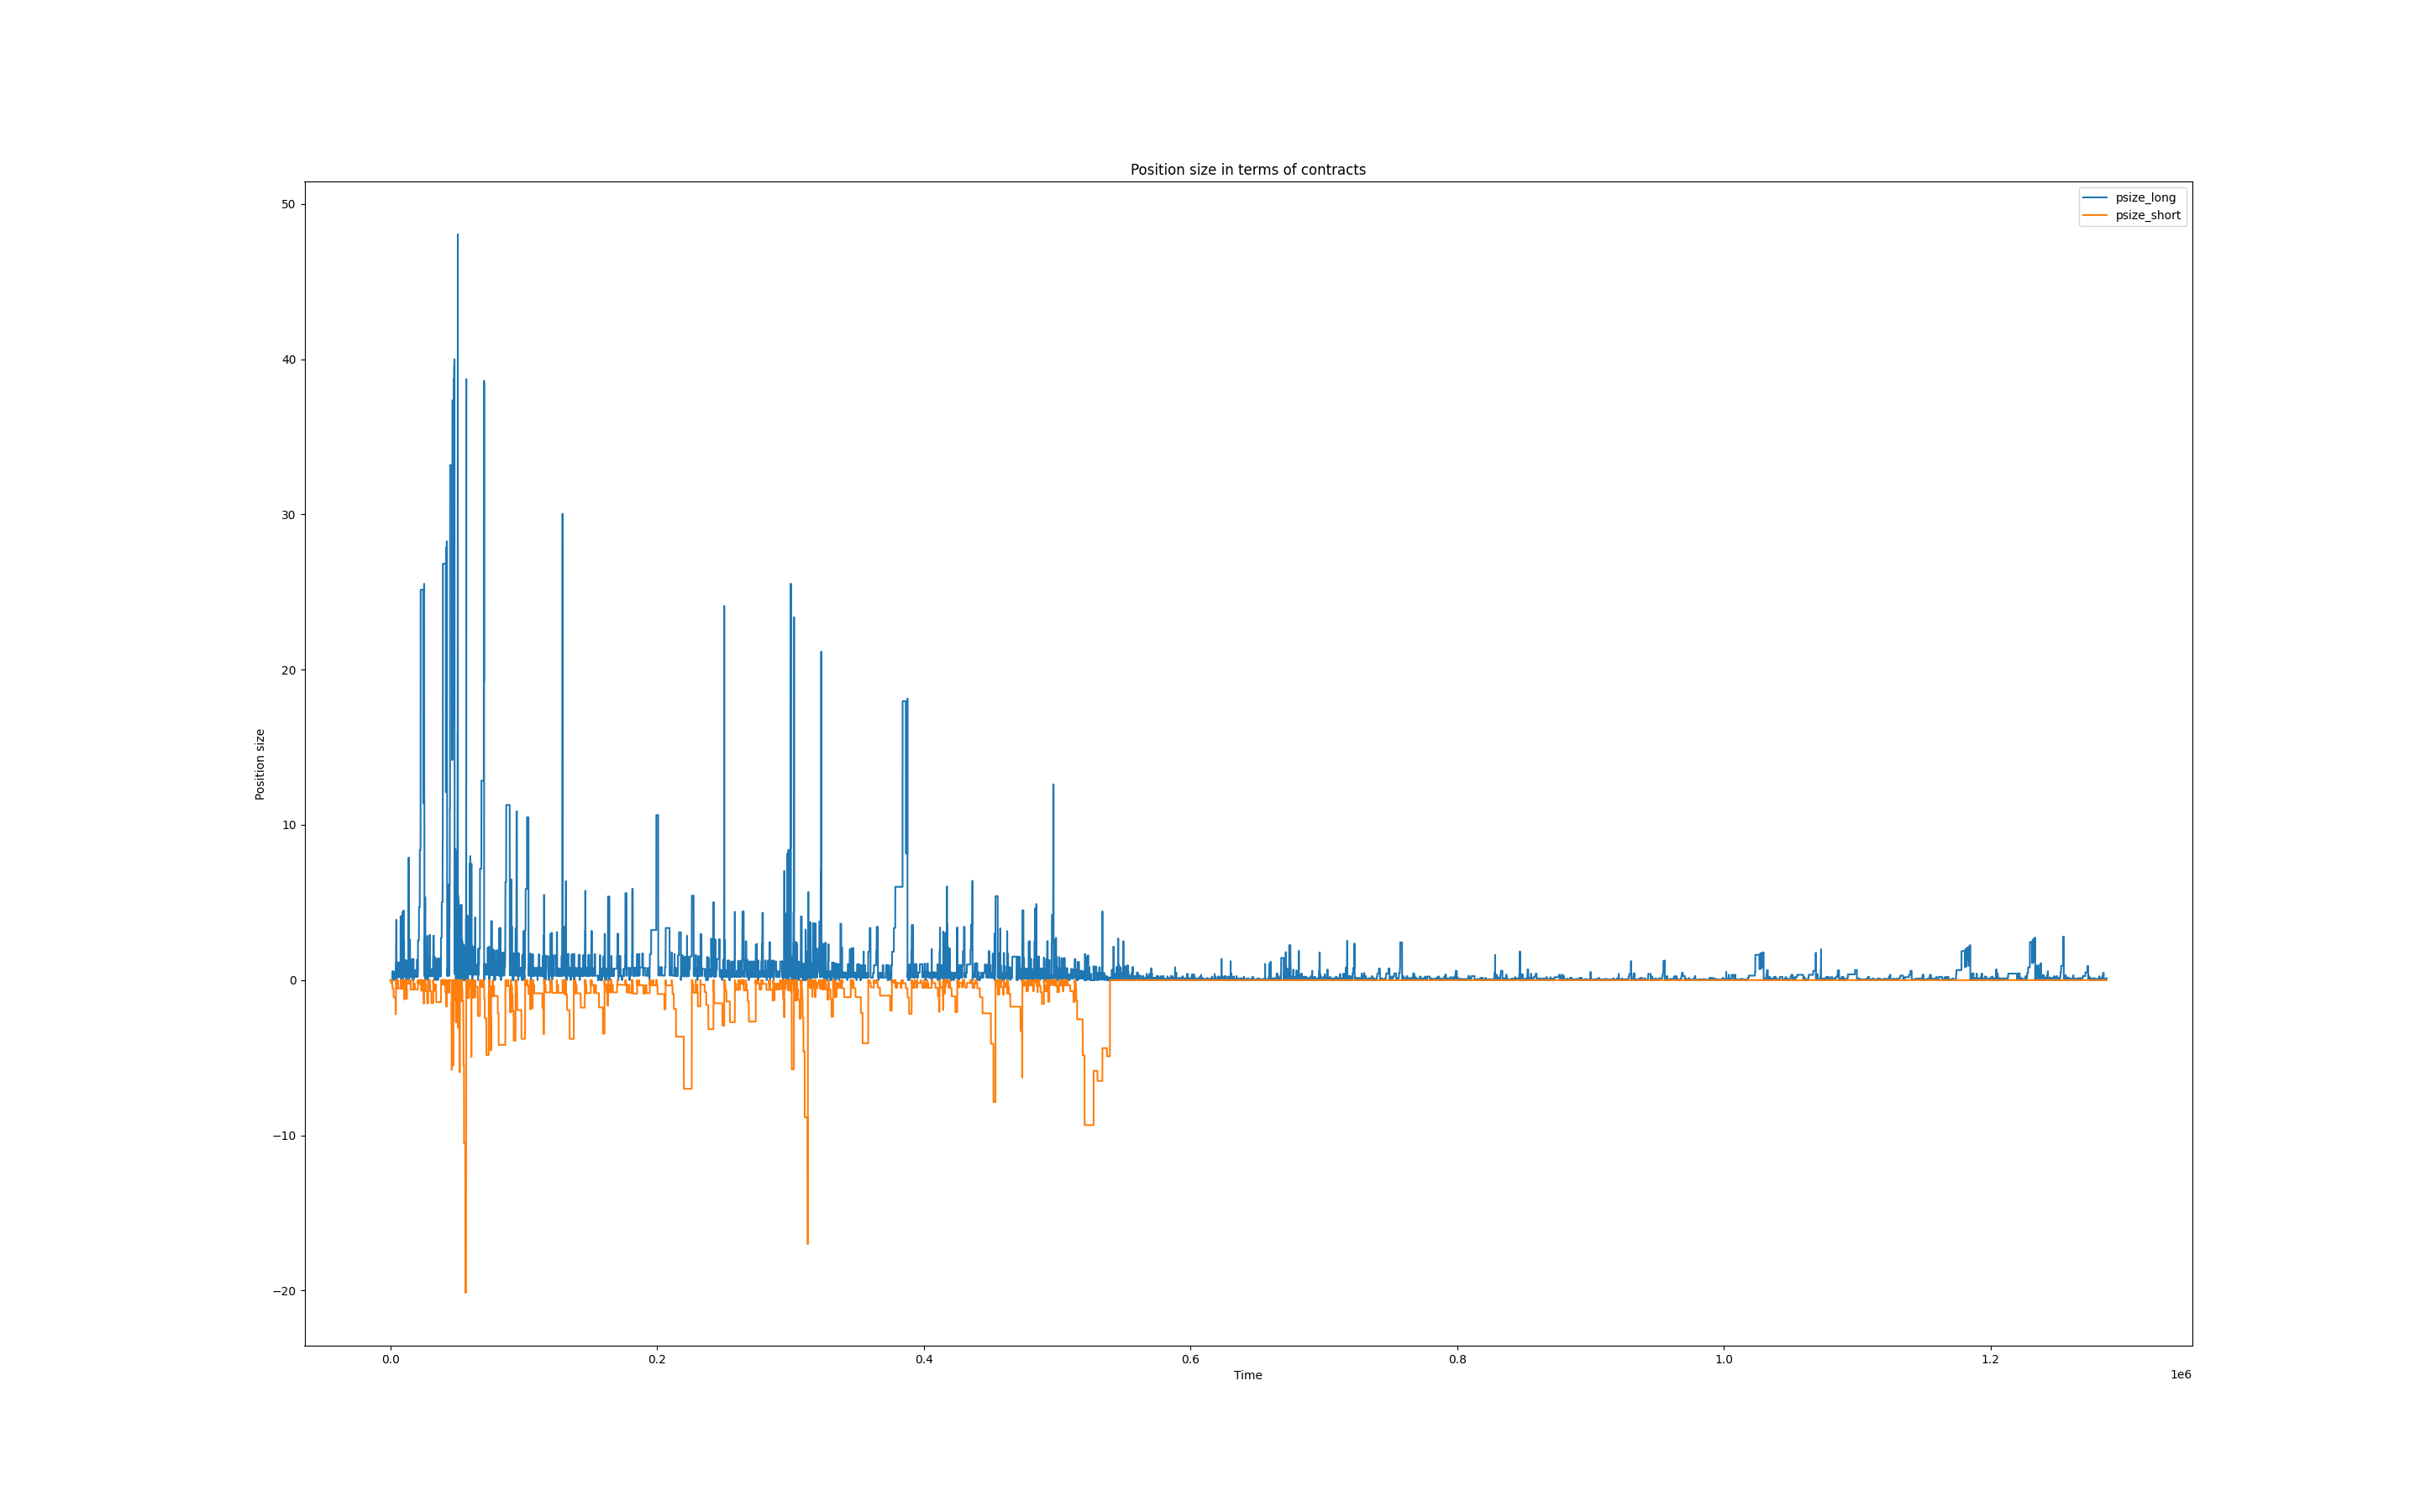 Position size in terms of contracts
psize_long
psize_short
Position size
50
40
30
20
10
0
−10
−20
0.0
0.2
0.4
0.6
0.8
1.0
1.2
1e6
Time